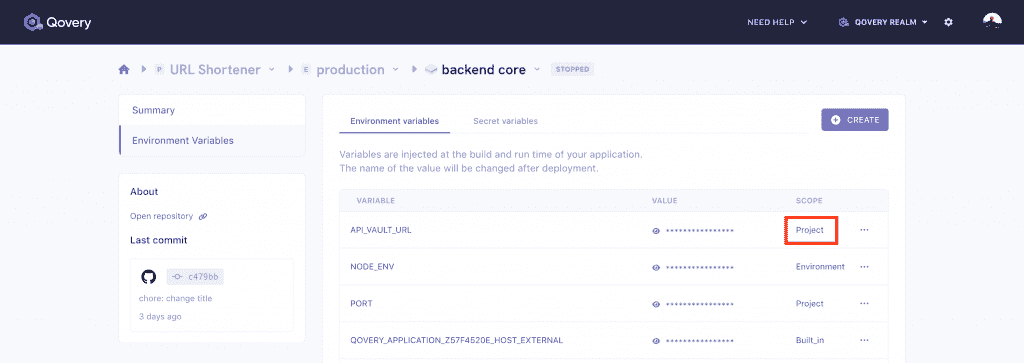 Qovery
NEED HELP
QOVERY REALM
P URL Shortener
E production
backend core
STOPPED
Summary
Environment Variables
About
Open repository
Last commit
c479bb
chore: change title
3 days ago
Environment variables
Secret variables
CREATE
Variables are injected at the build and run time of your application.
The name of the value will be changed after deployment.
VARIABLE VALUE SCOPE
API_VAULT_URL **************** Project ···
NODE_ENV **************** Environment ···
PORT **************** Project ···
QOVERY_APPLICATION_Z57F4520E_HOST_EXTERNAL **************** Built_in ···